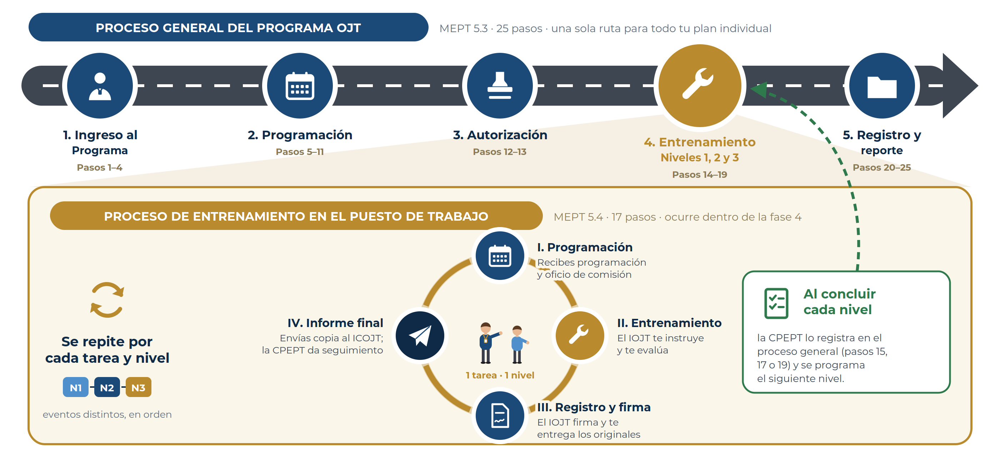 PROCESO GENERAL DEL PROGRAMA OJT
MEPT 5.3 · 25 pasos · una sola ruta para todo tu plan individual
1. Ingreso al
Programa
Pasos 1–4
2. Programación
Pasos 5–11
3. Autorización
Pasos 12–13
4. Entrenamiento
Niveles 1, 2 y 3
Pasos 14–19
5. Registro y
reporte
Pasos 20–25
PROCESO DE ENTRENAMIENTO EN EL PUESTO DE TRABAJO
MEPT 5.4 · 17 pasos · ocurre dentro de la fase 4
Se repite por
cada tarea y nivel
N1 N2 N3
eventos distintos, en orden
I. Programación
Recibes programación
y oficio de comisión
II. Entrenamiento
El IOJT te instruye
y te evalúa
III. Registro y firma
El IOJT firma y te
entrega los originales
IV. Informe final
Envías copia al ICOJT;
la CPEPT da seguimiento
1 tarea · 1 nivel
Al concluir
cada nivel
la CPEPT lo registra en el
proceso general (pasos 15,
17 o 19) y se programa
el siguiente nivel.